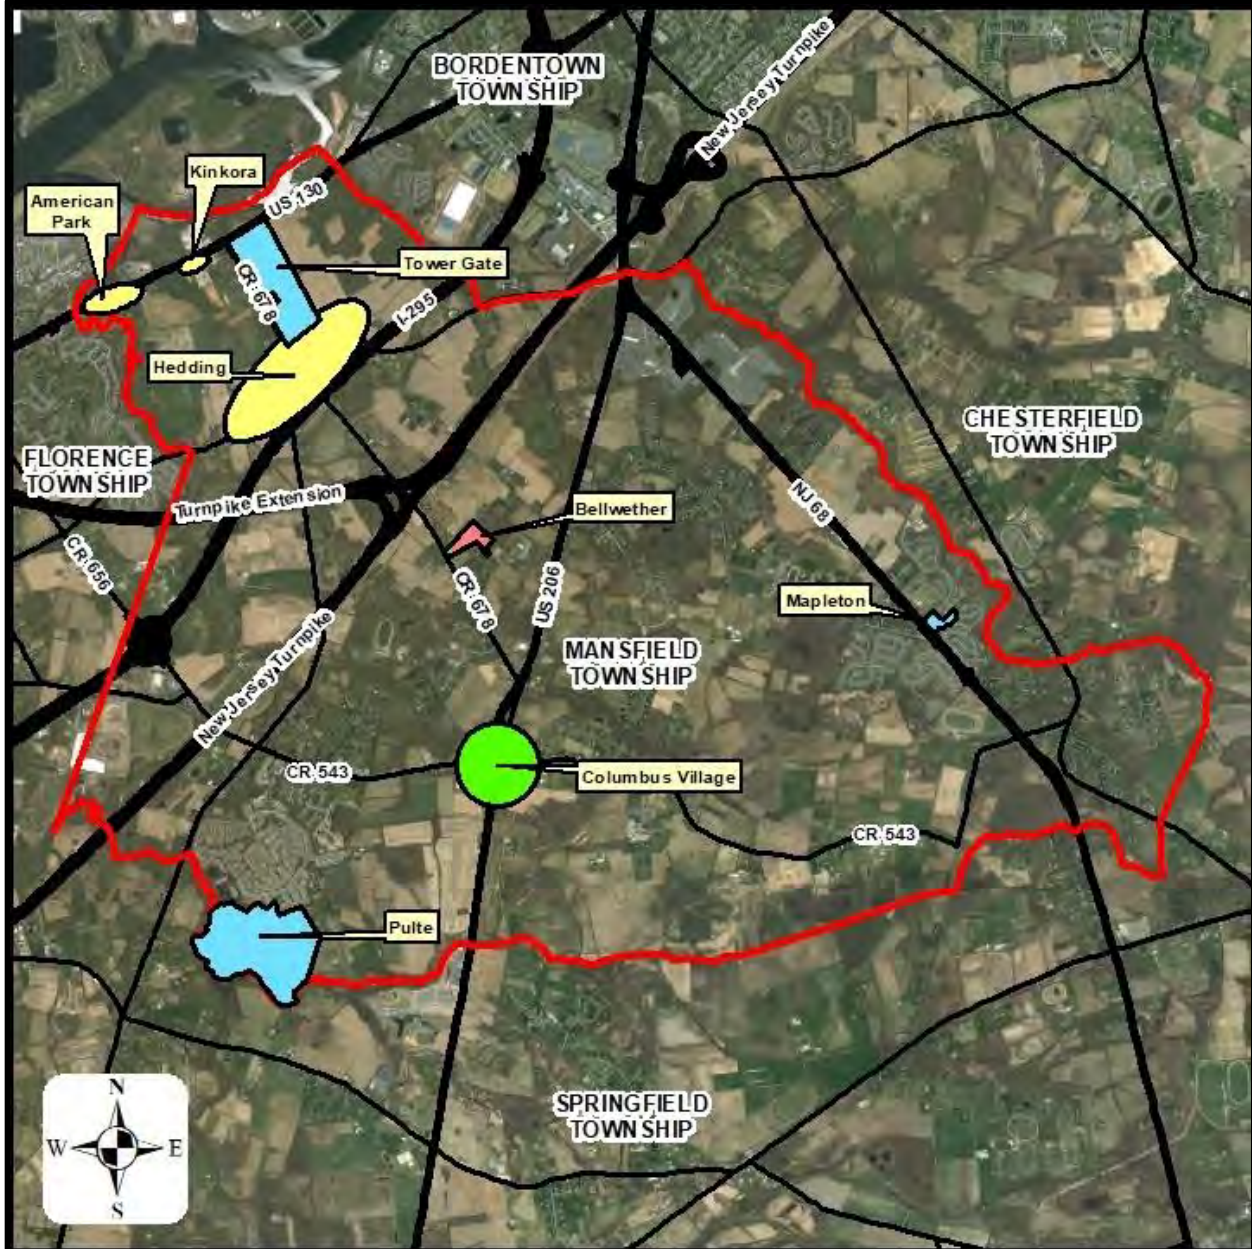 BORDENTOWN
TOWNSHIP
New Jersey Turnpike
Kinkora
American
Park
US 130
Tower Gate
CR 678
I-295
Hedding
CHESTERFIELD
TOWNSHIP
FLORENCE
TOWNSHIP
Turnpike Extension
NJ 68
Bellwether
CR 656
CR 678
US 206
Mapleton
MANSFIELD
TOWNSHIP
New Jersey Turnpike
CR 543
Columbus Village
CR 543
Pulte
SPRINGFIELD
TOWNSHIP
N
W
E
S